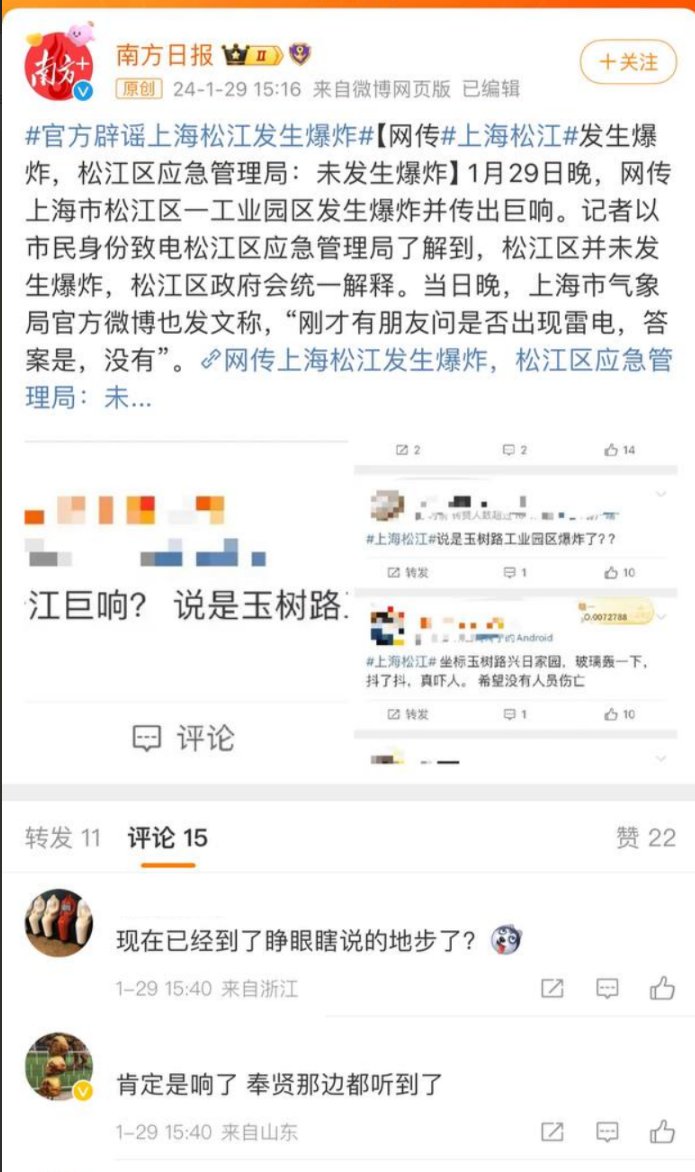 南方+
南方日报 II
+关注
原创 24-1-29 15:16 来自微博网页版 已编辑
#官方辟谣上海松江发生爆炸#【网传#上海松江#发生爆
炸，松江区应急管理局：未发生爆炸】1月29日晚，网传
上海市松江区一工业园区发生爆炸并传出巨响。记者以
市民身份致电松江区应急管理局了解到，松江区并未发
生爆炸，松江区政府会统一解释。当日晚，上海市气象
局官方微博也发文称，“刚才有朋友问是否出现雷电，答
案是，没有”。网传上海松江发生爆炸，松江区应急管
理局：未...
江巨响？ 说是玉树路
评论
2 2 14
#上海松江#说是玉树路工业园区爆炸了？？
转发 1 10
0.0072788
的Android
#上海松江# 坐标玉树路兴日家园，玻璃轰一下，
抖了抖，真吓人。 希望没有人员伤亡
转发 1 10
转发 11 评论 15 赞 22
现在已经到了睁眼瞎说的地步了？
1-29 15:40 来自浙江
肯定是响了 奉贤那边都听到了
1-29 15:40 来自山东